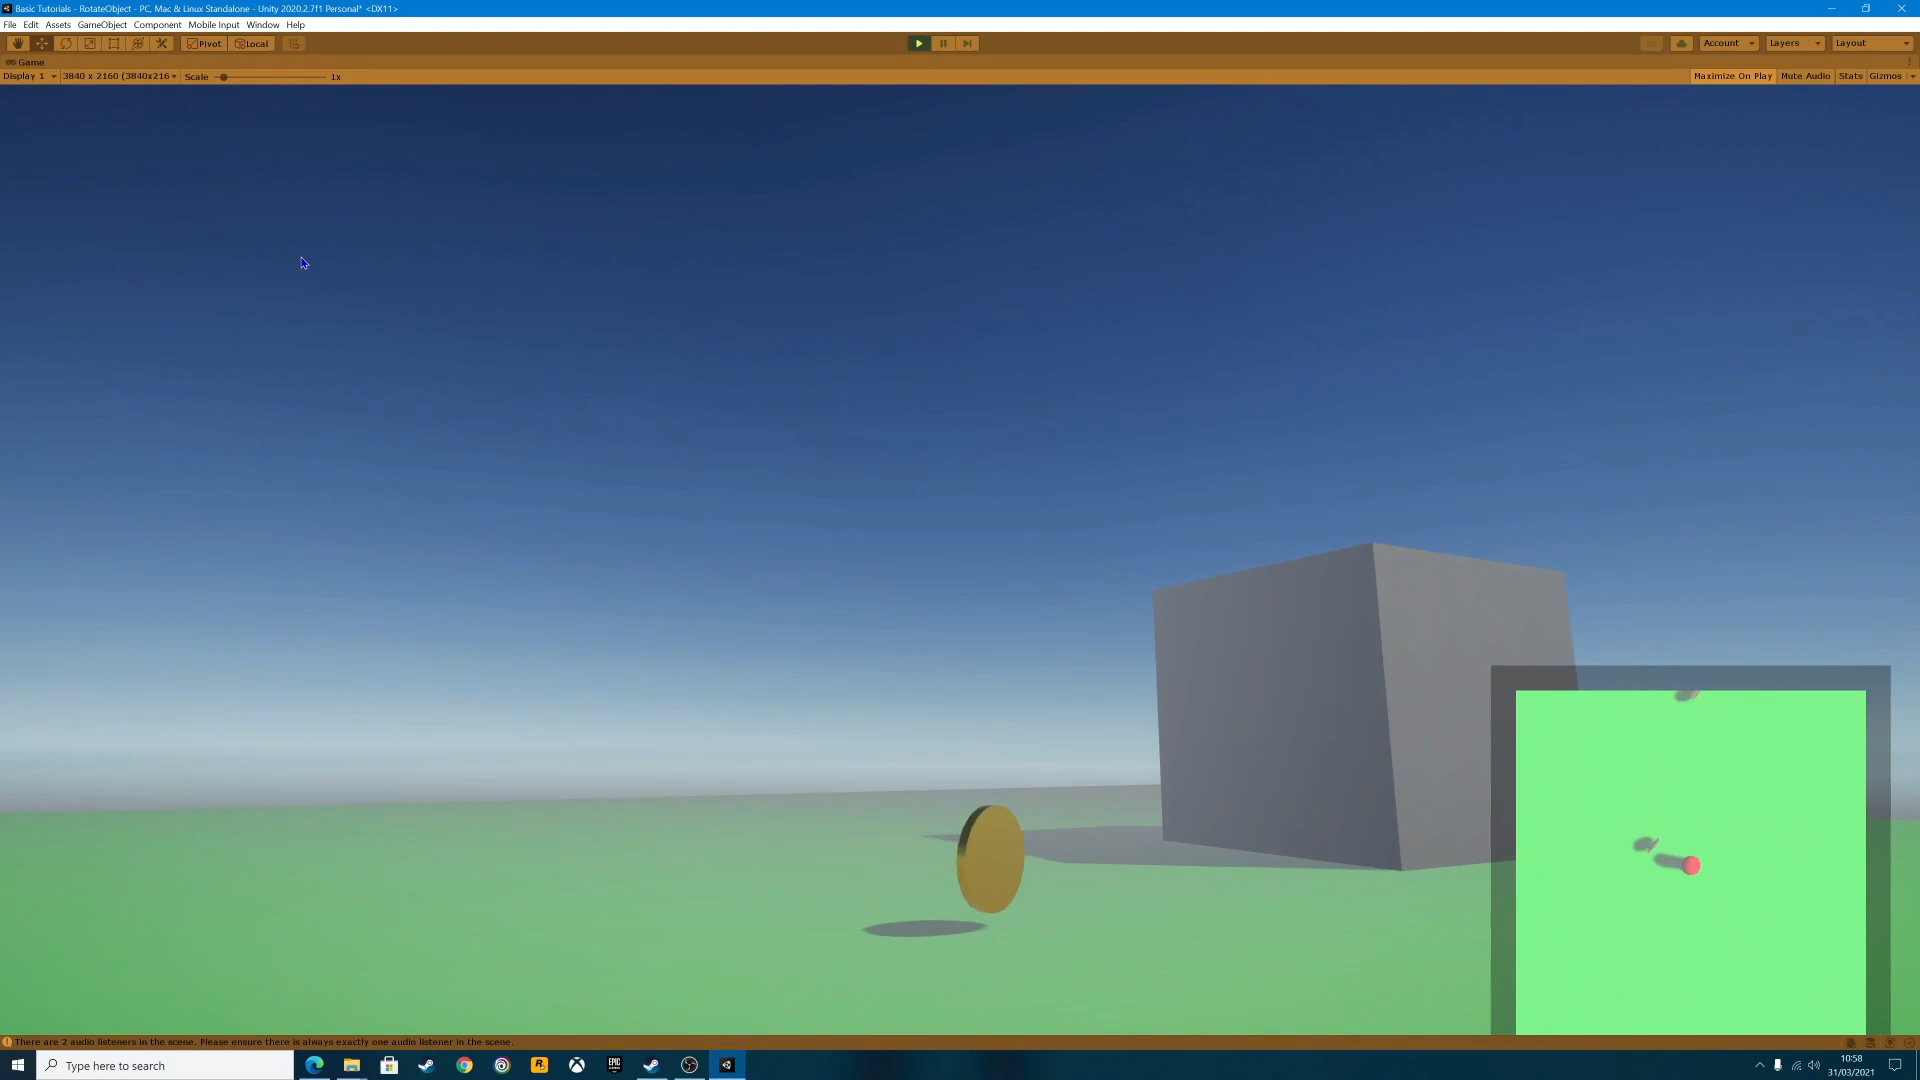 Basic Tutorials - RotateObject - PC, Mac & Linux Standalone - Unity 2020.2.7f1 Personal* <DX11>
File Edit Assets GameObject Component Mobile Input Window Help
Pivot Local Account Layers Layout
Game
Display 1 3840 x 2160 (3840x216 Scale 1x Maximize On Play Mute Audio Stats Gizmos
There are 2 audio listeners in the scene. Please ensure there is always exactly one audio listener in the scene.
Type here to search
R
EPIC
GAMES
10:58
31/03/2021